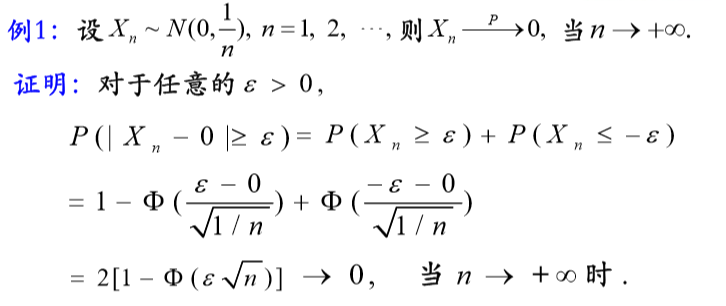 例1：设 X_n ~ N(0, 1/n), n = 1, 2, ⋯, 则 X_n —P→ 0, 当 n → +∞.
证明：对于任意的 ε > 0,
P(| X_n − 0 |≥ ε) = P(X_n ≥ ε) + P(X_n ≤ −ε)
= 1 − Φ((ε − 0)/√(1/n)) + Φ((−ε − 0)/√(1/n))
= 2[1 − Φ(ε√n)] → 0, 当 n → +∞ 时.